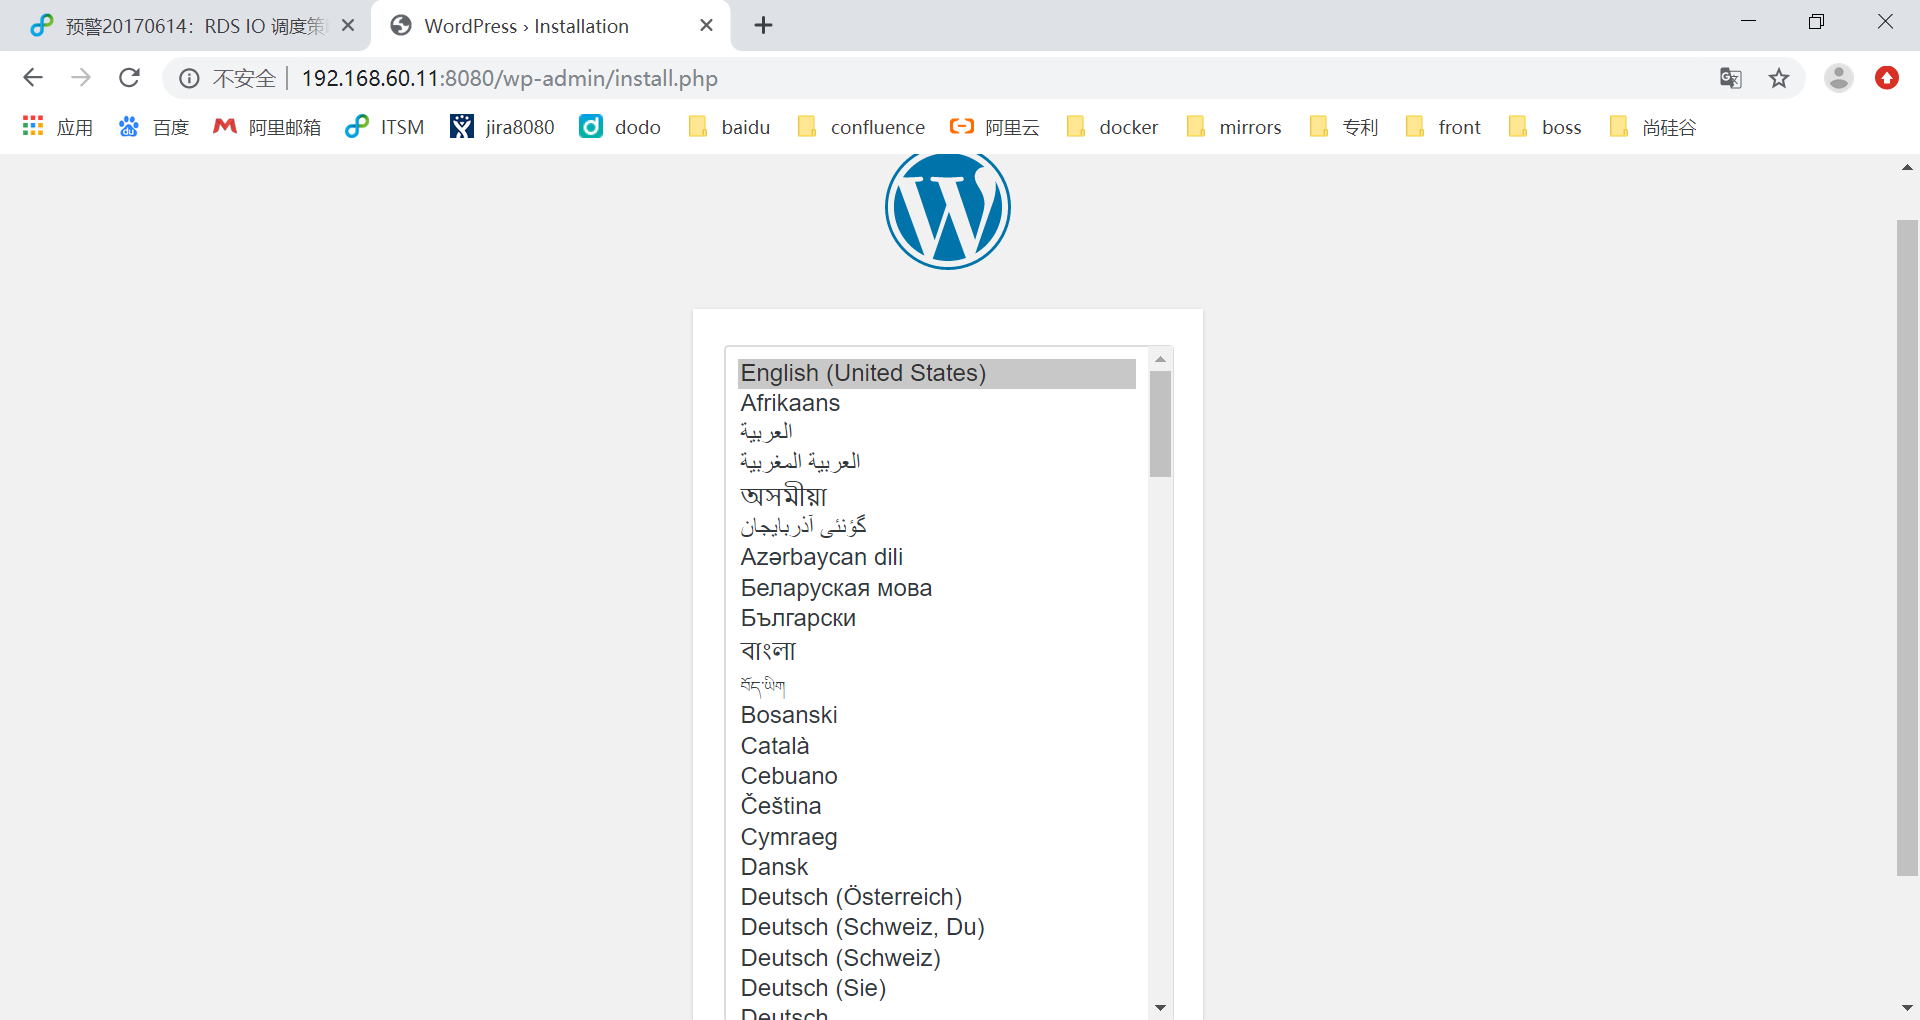 预警20170614：RDS IO 调度策
WordPress › Installation
不安全 | 192.168.60.11:8080/wp-admin/install.php
应用 百度 阿里邮箱 ITSM jira8080 dodo baidu confluence 阿里云 docker mirrors 专利 front boss 尚硅谷
English (United States)
Afrikaans
العربية
العربية المغربية
অসমীয়া
گؤنئی آذربایجان
Azərbaycan dili
Беларуская мова
Български
বাংলা
བོད་ཡིག
Bosanski
Català
Cebuano
Čeština
Cymraeg
Dansk
Deutsch (Österreich)
Deutsch (Schweiz, Du)
Deutsch (Schweiz)
Deutsch (Sie)
Deutsch